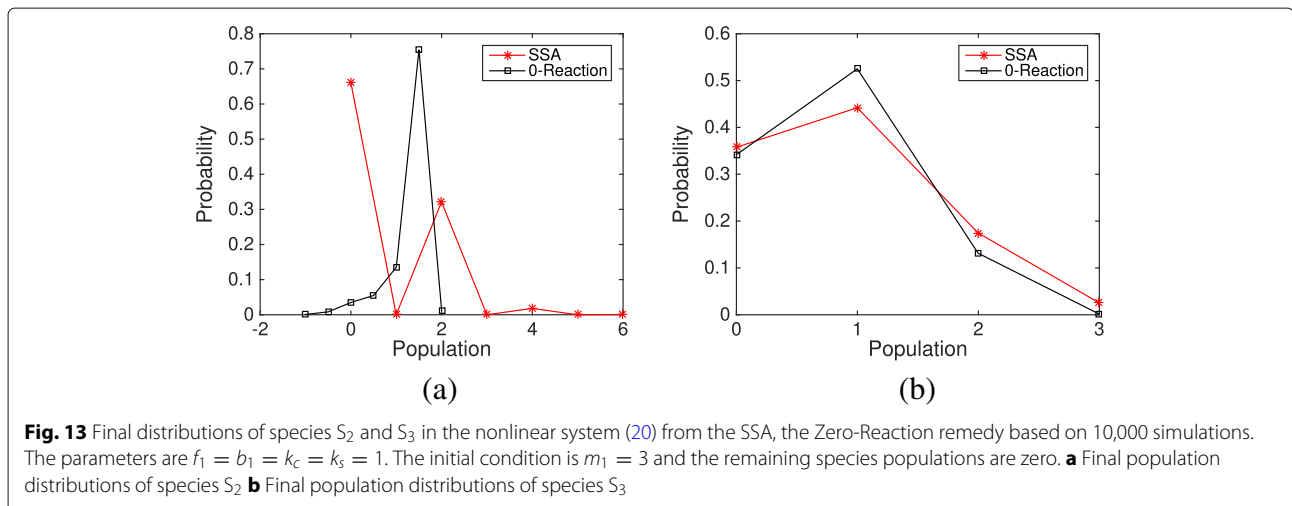 0.8
0.7
0.6
0.5
0.4
0.3
0.2
0.1
0
-2 0 2 4 6
Probability
Population
SSA
0-Reaction
(a)
0.6
0.5
0.4
0.3
0.2
0.1
0
0 1 2 3
Probability
Population
SSA
0-Reaction
(b)
Fig. 13 Final distributions of species S₂ and S₃ in the nonlinear system (20) from the SSA, the Zero-Reaction remedy based on 10,000 simulations.
The parameters are f₁ = b₁ = k꜀ = kₛ = 1. The initial condition is m₁ = 3 and the remaining species populations are zero. a Final population
distributions of species S₂ b Final population distributions of species S₃